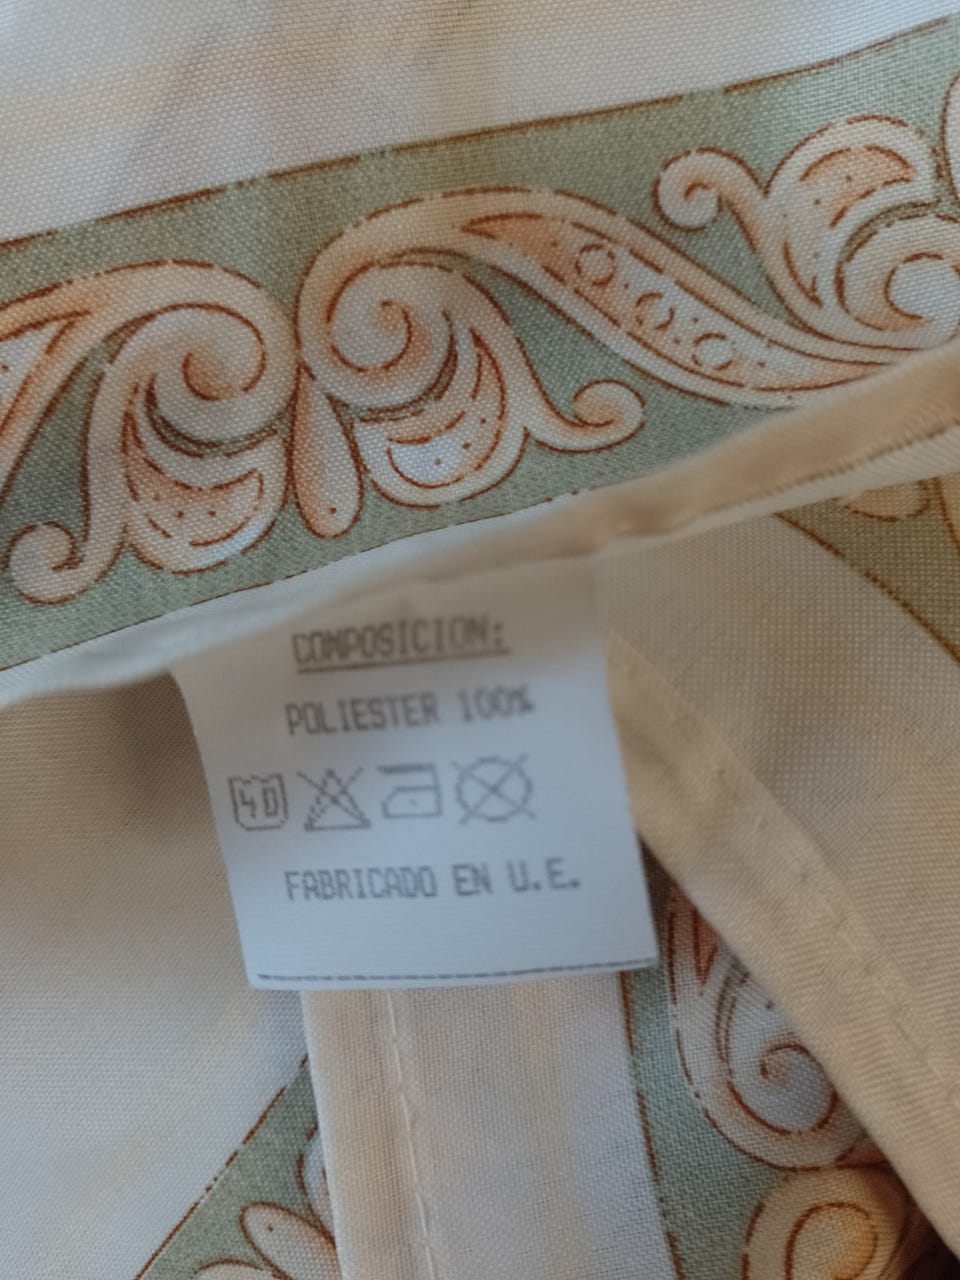 COMPOSICION:
POLIESTER 100%
40
FABRICADO EN U.E.